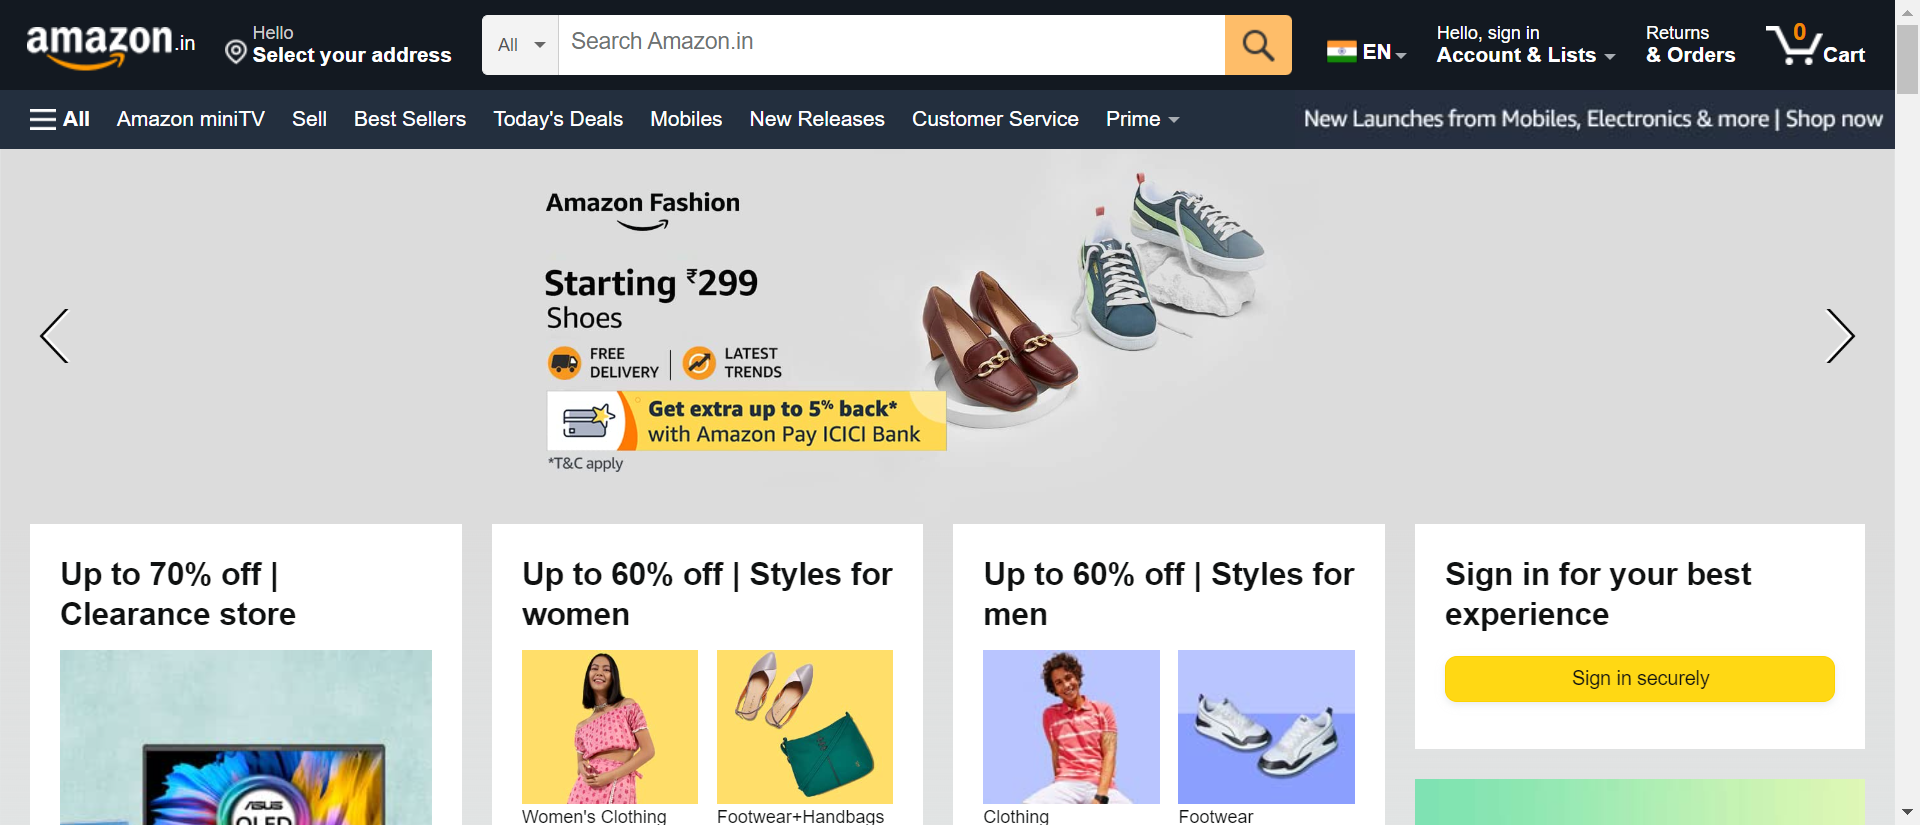 amazon.in
Hello
Select your address
All
Search Amazon.in
EN
Hello, sign in
Account & Lists
Returns
& Orders
0
Cart
All
Amazon miniTV
Sell
Best Sellers
Today's Deals
Mobiles
New Releases
Customer Service
Prime
New Launches from Mobiles, Electronics & more | Shop now
Amazon Fashion
Starting ₹299
Shoes
FREE
DELIVERY
LATEST
TRENDS
Get extra up to 5% back*
with Amazon Pay ICICI Bank
*T&C apply
Up to 70% off |
Clearance store
ASUS
OLED
Up to 60% off | Styles for
women
Women's Clothing
Footwear+Handbags
Up to 60% off | Styles for
men
Clothing
Footwear
Sign in for your best
experience
Sign in securely